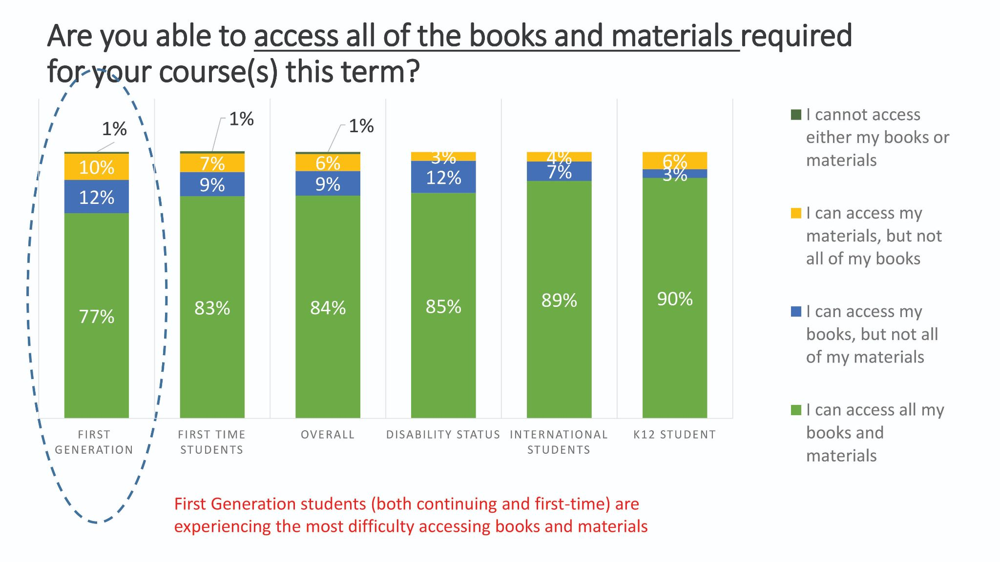 Are you able to access all of the books and materials required
for your course(s) this term?
1%
10%
12%
77%
FIRST
GENERATION
1%
7%
9%
83%
FIRST TIME
STUDENTS
1%
6%
9%
84%
OVERALL
3%
12%
85%
DISABILITY STATUS
4%
7%
89%
INTERNATIONAL
STUDENTS
6%
3%
90%
K12 STUDENT
I cannot access
either my books or
materials
I can access my
materials, but not
all of my books
I can access my
books, but not all
of my materials
I can access all my
books and
materials
First Generation students (both continuing and first-time) are
experiencing the most difficulty accessing books and materials